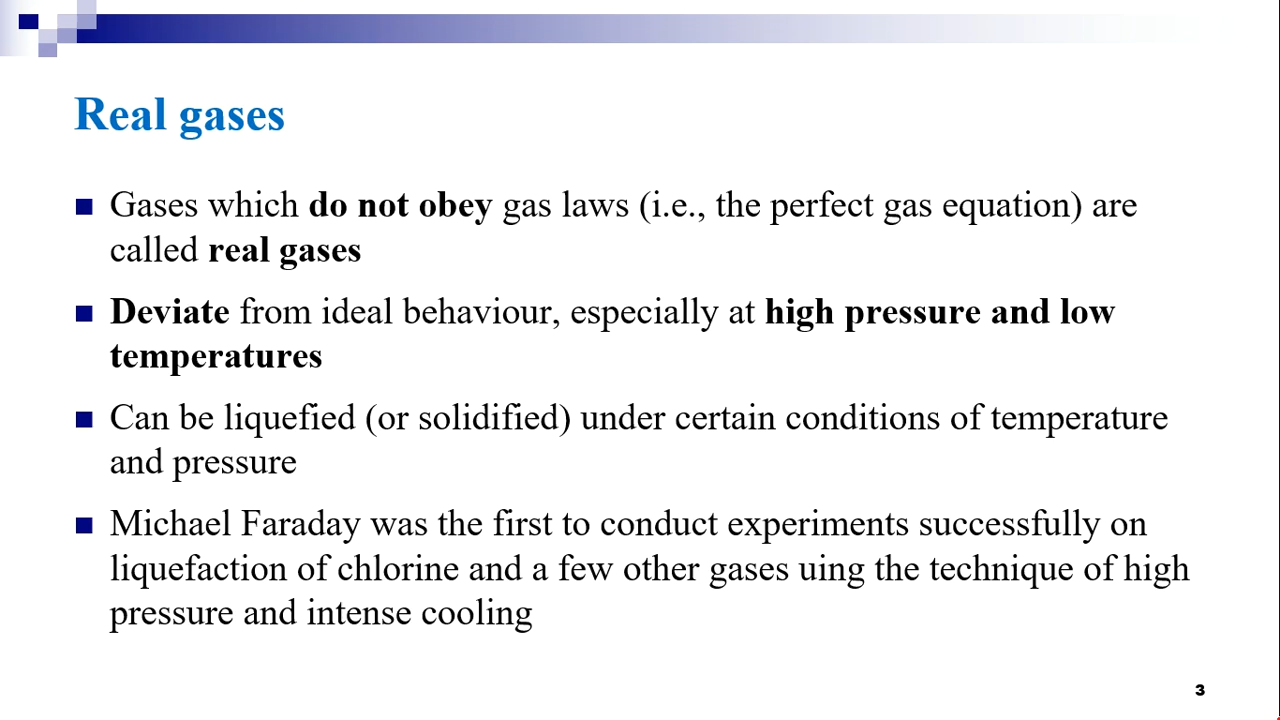 Real gases
Gases which do not obey gas laws (i.e., the perfect gas equation) are
called real gases
Deviate from ideal behaviour, especially at high pressure and low
temperatures
Can be liquefied (or solidified) under certain conditions of temperature
and pressure
Michael Faraday was the first to conduct experiments successfully on
liquefaction of chlorine and a few other gases uing the technique of high
pressure and intense cooling
3